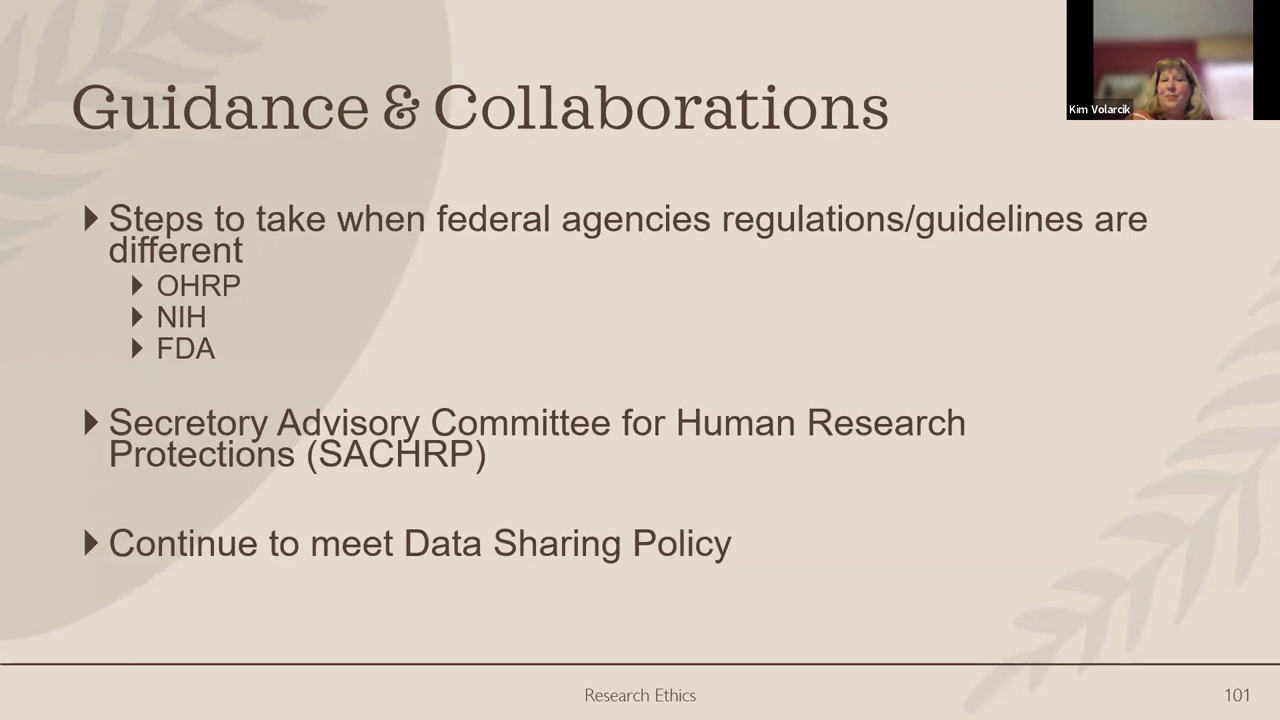 Guidance & Collaborations
Kim Volarcik
Steps to take when federal agencies regulations/guidelines are
different
OHRP
NIH
FDA
Secretory Advisory Committee for Human Research
Protections (SACHRP)
Continue to meet Data Sharing Policy
Research Ethics
101